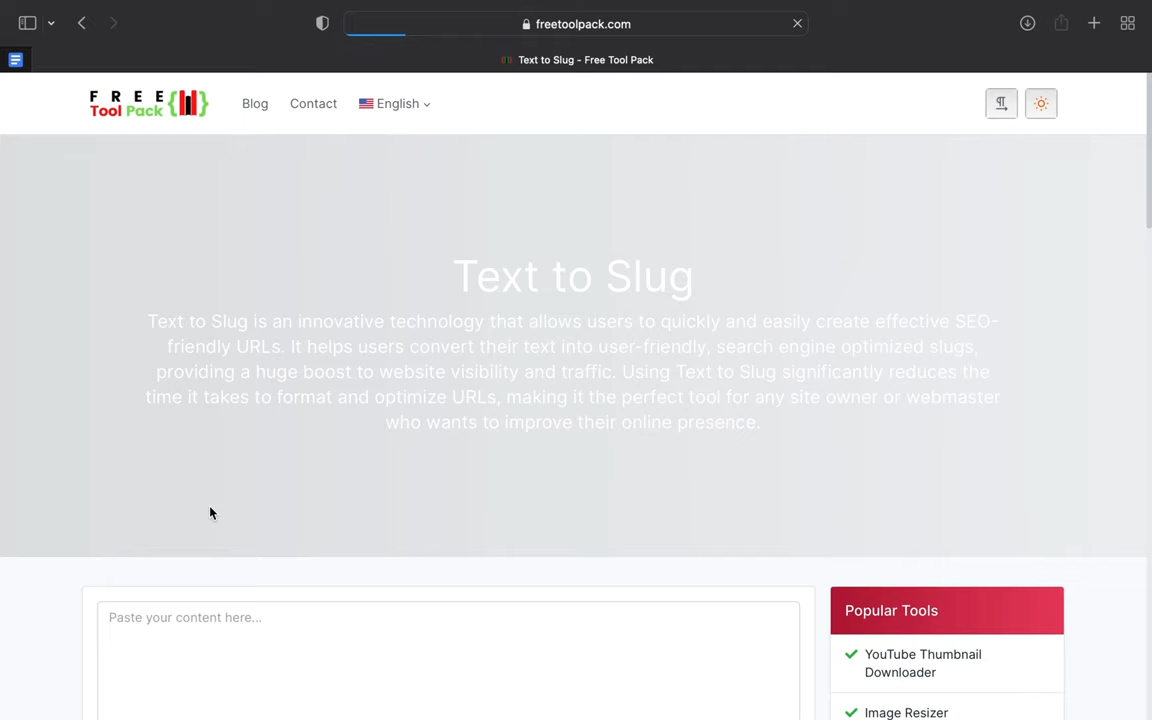 freetoolpack.com
Text to Slug - Free Tool Pack
FREE
Tool Pack
Blog
Contact
English
Text to Slug
Text to Slug is an innovative technology that allows users to quickly and easily create effective SEO-
friendly URLs. It helps users convert their text into user-friendly, search engine optimized slugs,
providing a huge boost to website visibility and traffic. Using Text to Slug significantly reduces the
time it takes to format and optimize URLs, making it the perfect tool for any site owner or webmaster
who wants to improve their online presence.
Paste your content here...
Popular Tools
YouTube Thumbnail
Downloader
Image Resizer